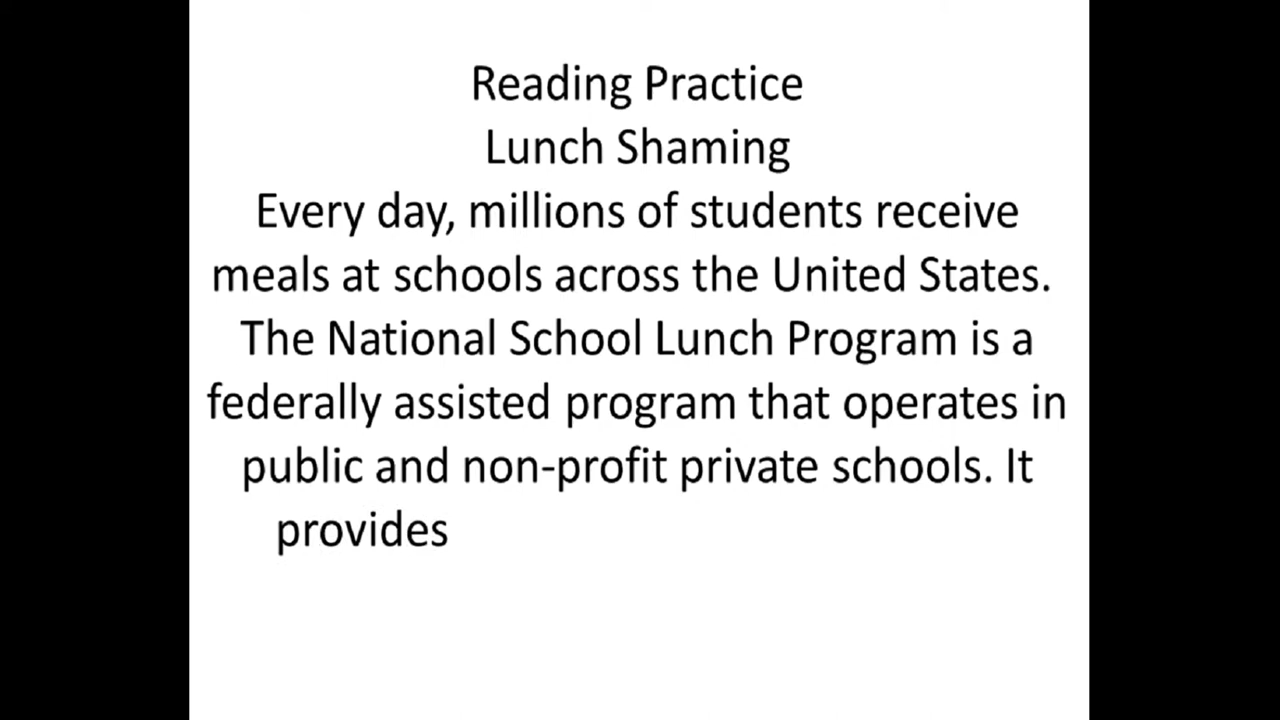 Reading Practice
Lunch Shaming
Every day, millions of students receive
meals at schools across the United States.
The National School Lunch Program is a
federally assisted program that operates in
public and non-profit private schools. It
provides